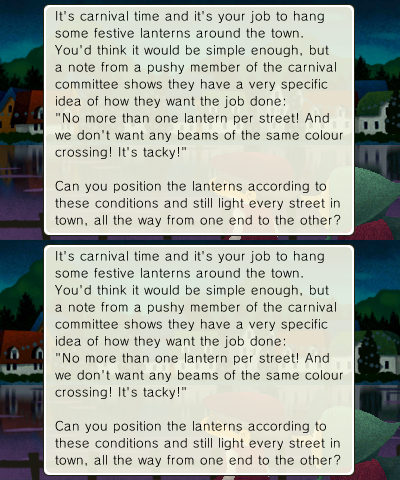 It's carnival time and it's your job to hang
some festive lanterns around the town.
You'd think it would be simple enough, but
a note from a pushy member of the carnival
committee shows they have a very specific
idea of how they want the job done:
"No more than one lantern per street! And
we don't want any beams of the same colour
crossing! It's tacky!"
Can you position the lanterns according to
these conditions and still light every street in
town, all the way from one end to the other?
It's carnival time and it's your job to hang
some festive lanterns around the town.
You'd think it would be simple enough, but
a note from a pushy member of the carnival
committee shows they have a very specific
idea of how they want the job done:
"No more than one lantern per street! And
we don't want any beams of the same colour
crossing! It's tacky!"
Can you position the lanterns according to
these conditions and still light every street in
town, all the way from one end to the other?